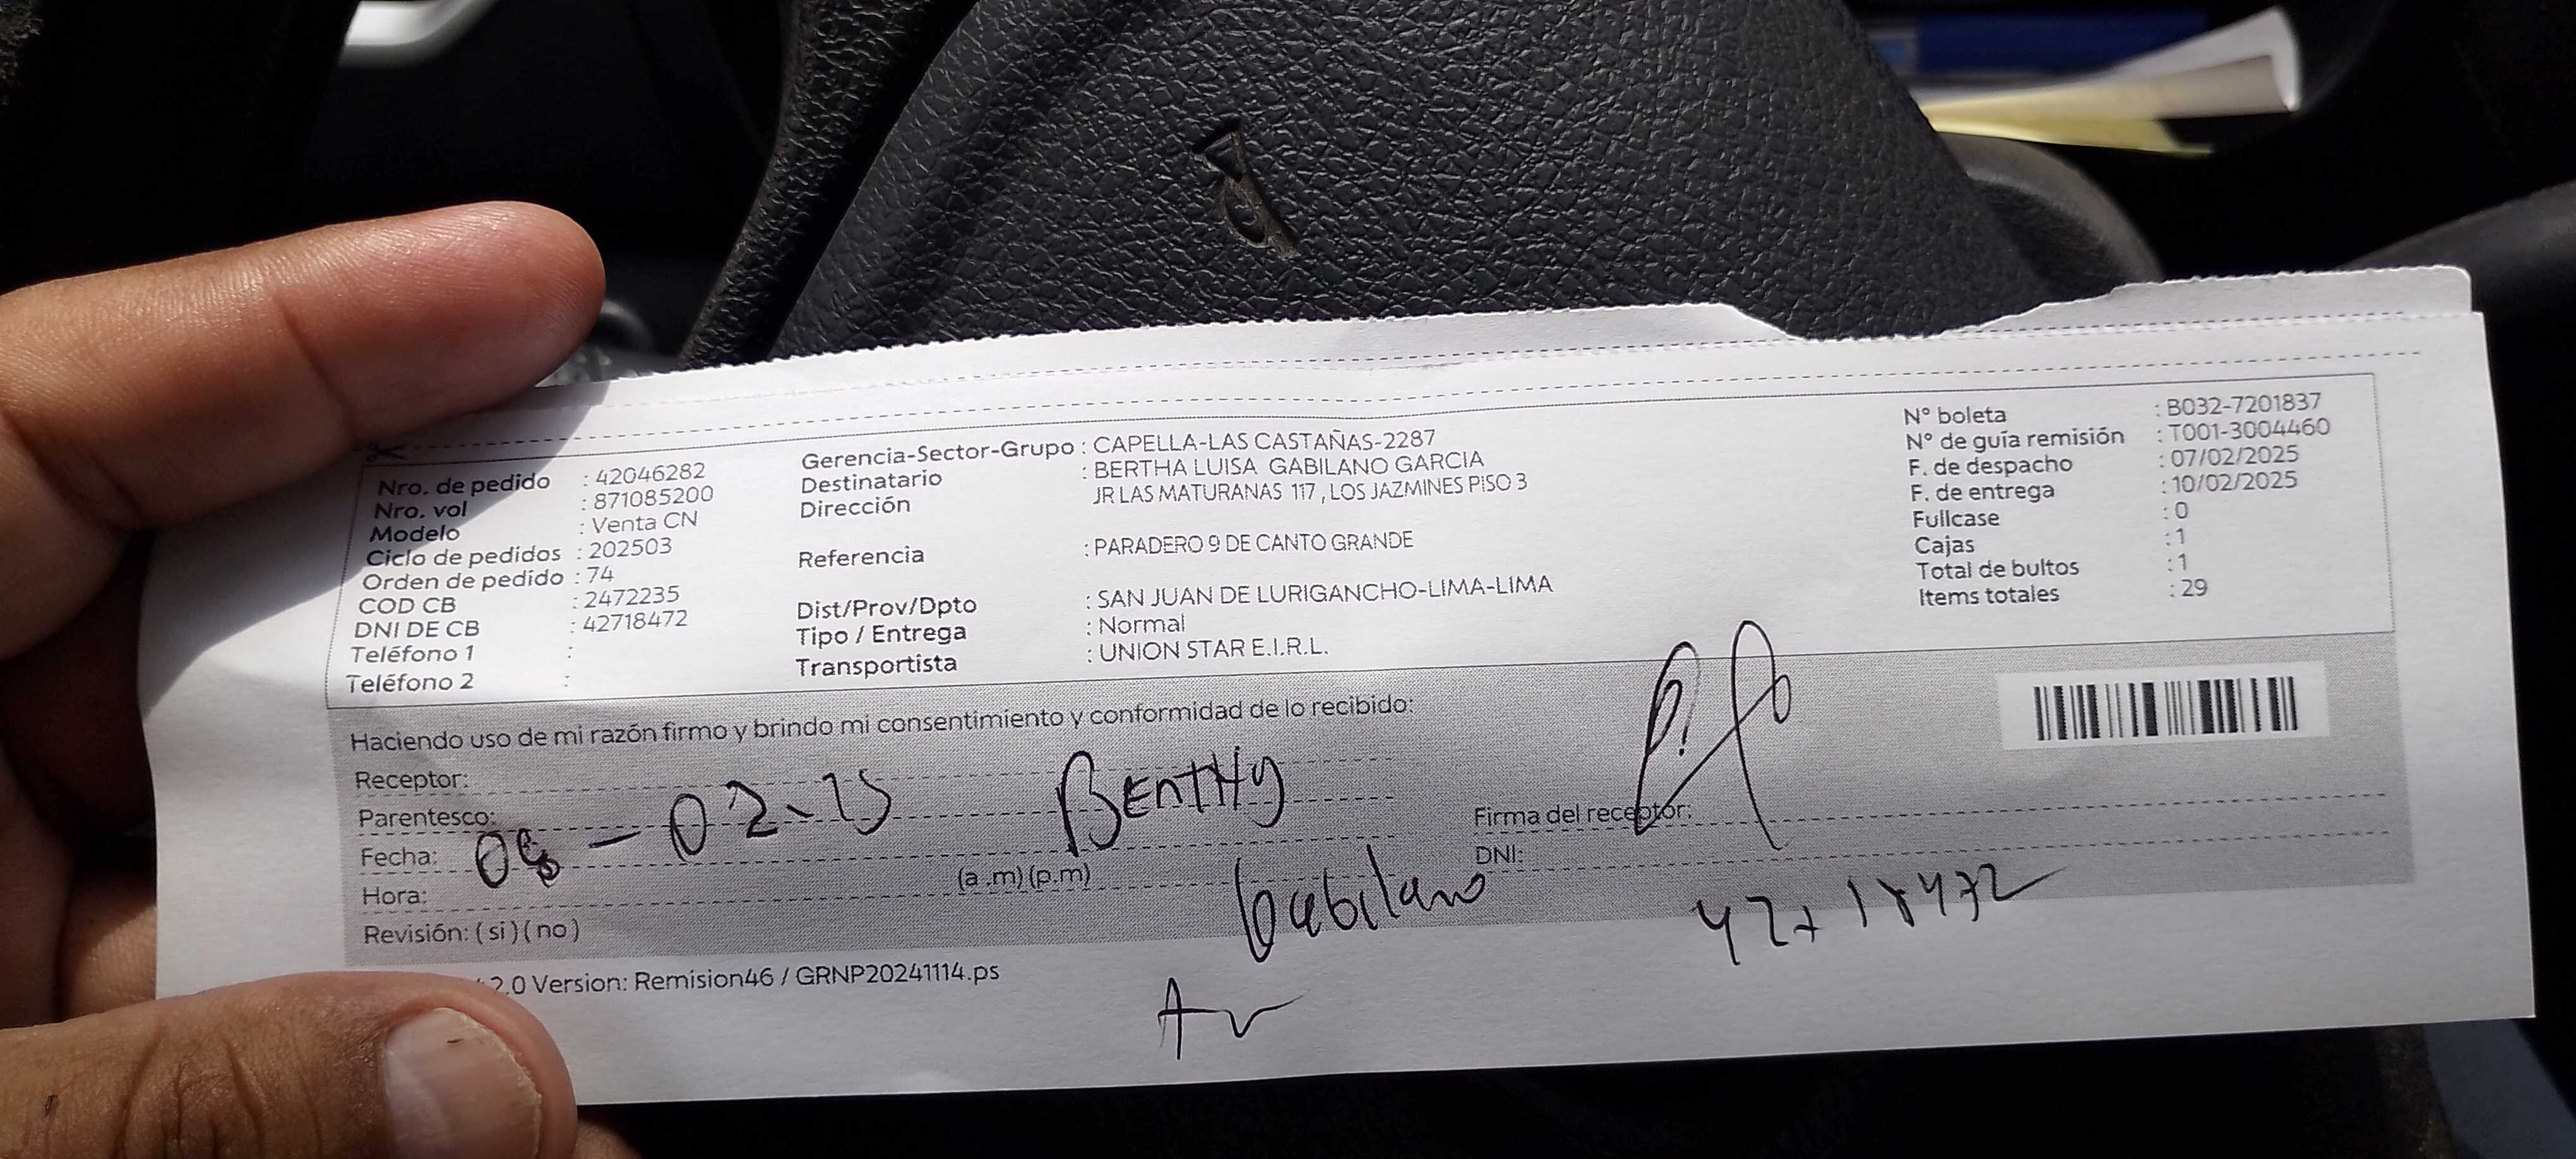 Nro. de pedido : 42046282
Nro. vol : 871085200
Modelo : Venta CN
Ciclo de pedidos : 202503
Orden de pedido : 74
COD CB : 2472235
DNI DE CB : 42718472
Teléfono 1 :
Teléfono 2 :
Gerencia-Sector-Grupo : CAPELLA-LAS CASTAÑAS-2287
Destinatario : BERTHA LUISA GABILANO GARCIA
Dirección JR LAS MATURANAS 117 , LOS JAZMINES PISO 3
Referencia : PARADERO 9 DE CANTO GRANDE
Dist/Prov/Dpto : SAN JUAN DE LURIGANCHO-LIMA-LIMA
Tipo / Entrega : Normal
Transportista : UNION STAR E.I.R.L.
N° boleta : B032-7201837
N° de guía remisión : T001-3004460
F. de despacho : 07/02/2025
F. de entrega : 10/02/2025
Fullcase : 0
Cajas : 1
Total de bultos : 1
Items totales : 29
Haciendo uso de mi razón firmo y brindo mi consentimiento y conformidad de lo recibido:
Receptor:
Parentesco:
Fecha: 08-02-25
Hora: (a .m) (p.m)
Revisión: ( si ) ( no )
BEntHy
Gabilano
Firma del receptor:
DNI:
42718472
2.0 Version: Remision46 / GRNP20241114.ps